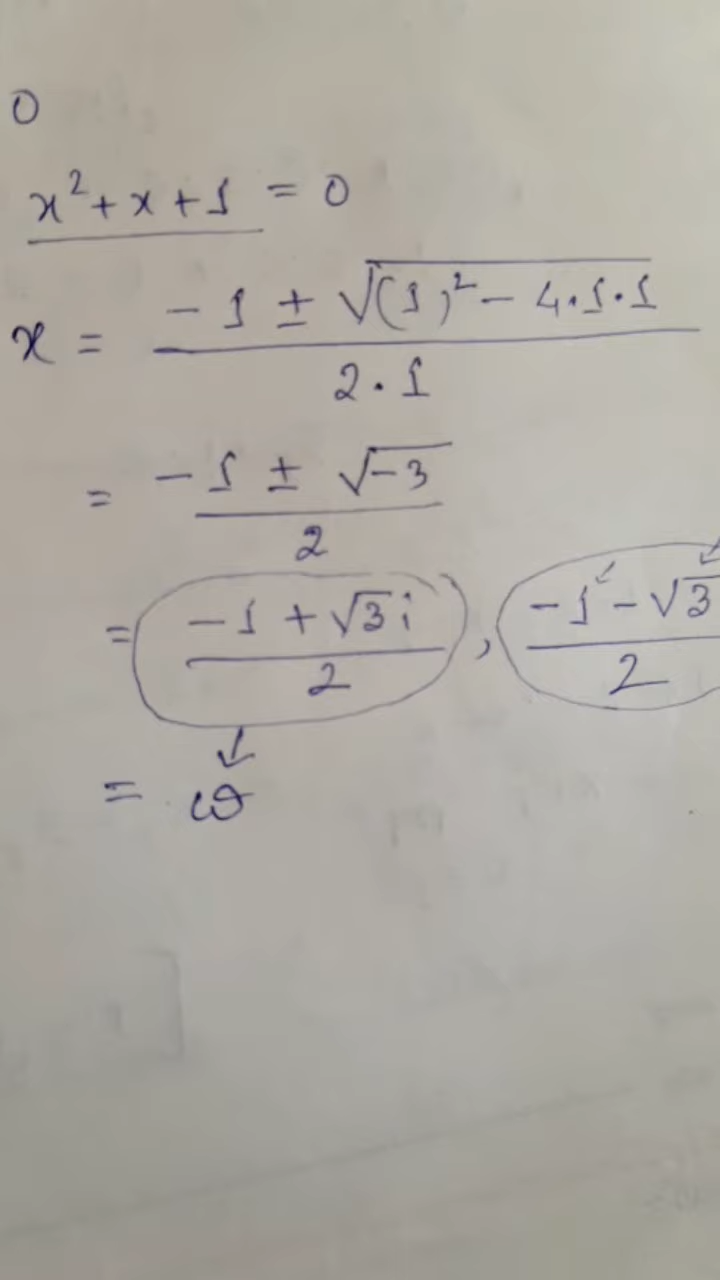 0
x² + x + 1 = 0
x = (-1 ± √((1)² - 4·1·1)) / (2·1)
= (-1 ± √-3) / 2
= (-1 + √3 i) / 2 , (-1 - √3) / 2
↓
= ω